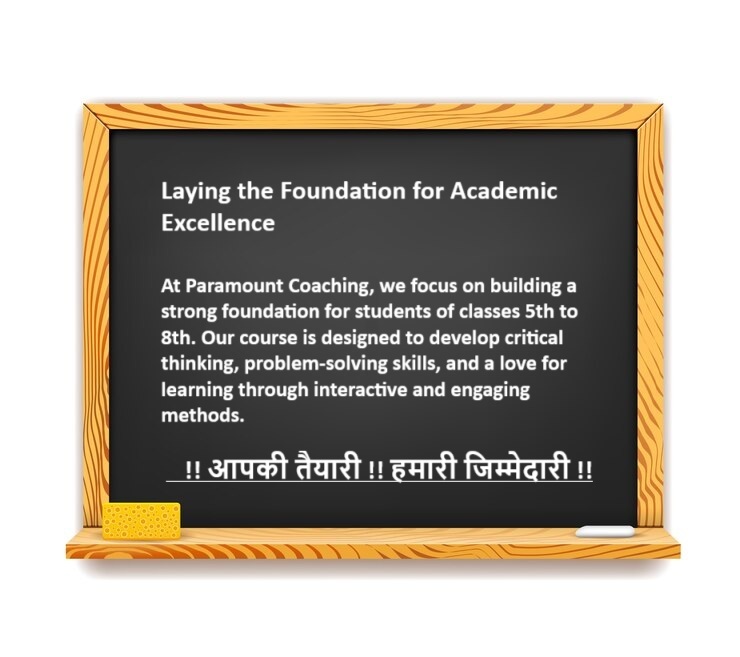 Laying the Foundation for Academic
Excellence
At Paramount Coaching, we focus on building a
strong foundation for students of classes 5th to
8th. Our course is designed to develop critical
thinking, problem-solving skills, and a love for
learning through interactive and engaging
methods.
!! आपकी तैयारी !! हमारी जिम्मेदारी !!